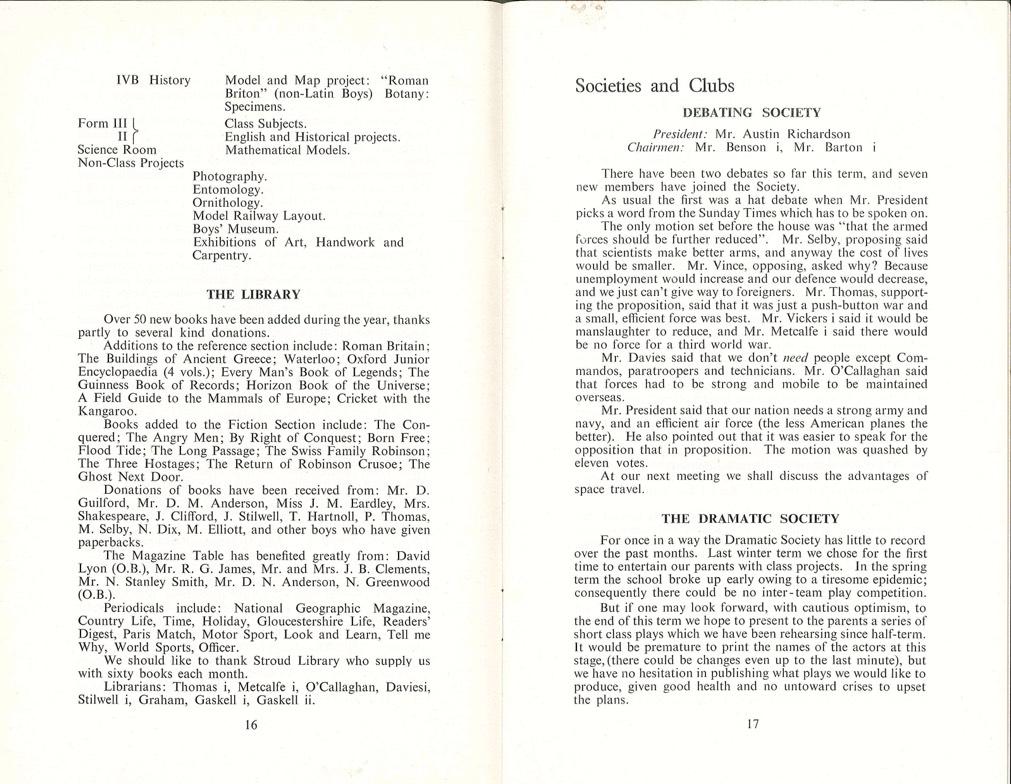 IVB History Model and Map project: "Roman
Briton" (non-Latin Boys) Botany:
Specimens.
Form III Class Subjects.
II English and Historical projects.
Science Room Mathematical Models.
Non-Class Projects
Photography.
Entomology.
Ornithology.
Model Railway Layout.
Boys' Museum.
Exhibitions of Art, Handwork and
Carpentry.
THE LIBRARY
Over 50 new books have been added during the year, thanks
partly to several kind donations.
Additions to the reference section include: Roman Britain;
The Buildings of Ancient Greece; Waterloo; Oxford Junior
Encyclopaedia (4 vols.); Every Man's Book of Legends; The
Guinness Book of Records; Horizon Book of the Universe;
A Field Guide to the Mammals of Europe; Cricket with the
Kangaroo.
Books added to the Fiction Section include: The Con-
quered; The Angry Men; By Right of Conquest; Born Free;
Flood Tide; The Long Passage; The Swiss Family Robinson;
The Three Hostages; The Return of Robinson Crusoe; The
Ghost Next Door.
Donations of books have been received from: Mr. D.
Guilford, Mr. D. M. Anderson, Miss J. M. Eardley, Mrs.
Shakespeare, J. Clifford, J. Stilwell, T. Hartnoll, P. Thomas,
M. Selby, N. Dix, M. Elliott, and other boys who have given
paperbacks.
The Magazine Table has benefited greatly from: David
Lyon (O.B.), Mr. R. G. James, Mr. and Mrs. J. B. Clements,
Mr. N. Stanley Smith, Mr. D. N. Anderson, N. Greenwood
(O.B.).
Periodicals include: National Geographic Magazine,
Country Life, Time, Holiday, Gloucestershire Life, Readers'
Digest, Paris Match, Motor Sport, Look and Learn, Tell me
Why, World Sports, Officer.
We should like to thank Stroud Library who supply us
with sixty books each month.
Librarians: Thomas i, Metcalfe i, O'Callaghan, Daviesi,
Stilwell i, Graham, Gaskell i, Gaskell ii.
16
Societies and Clubs
DEBATING SOCIETY
President: Mr. Austin Richardson
Chairmen: Mr. Benson i, Mr. Barton i
There have been two debates so far this term, and seven
new members have joined the Society.
As usual the first was a hat debate when Mr. President
picks a word from the Sunday Times which has to be spoken on.
The only motion set before the house was "that the armed
forces should be further reduced". Mr. Selby, proposing said
that scientists make better arms, and anyway the cost of lives
would be smaller. Mr. Vince, opposing, asked why? Because
unemployment would increase and our defence would decrease,
and we just can't give way to foreigners. Mr. Thomas, support-
ing the proposition, said that it was just a push-button war and
a small, efficient force was best. Mr. Vickers i said it would be
manslaughter to reduce, and Mr. Metcalfe i said there would
be no force for a third world war.
Mr. Davies said that we don't need people except Com-
mandos, paratroopers and technicians. Mr. O'Callaghan said
that forces had to be strong and mobile to be maintained
overseas.
Mr. President said that our nation needs a strong army and
navy, and an efficient air force (the less American planes the
better). He also pointed out that it was easier to speak for the
opposition that in proposition. The motion was quashed by
eleven votes.
At our next meeting we shall discuss the advantages of
space travel.
THE DRAMATIC SOCIETY
For once in a way the Dramatic Society has little to record
over the past months. Last winter term we chose for the first
time to entertain our parents with class projects. In the spring
term the school broke up early owing to a tiresome epidemic;
consequently there could be no inter-team play competition.
But if one may look forward, with cautious optimism, to
the end of this term we hope to present to the parents a series of
short class plays which we have been rehearsing since half-term.
It would be premature to print the names of the actors at this
stage, (there could be changes even up to the last minute), but
we have no hesitation in publishing what plays we would like to
produce, given good health and no untoward crises to upset
the plans.
17